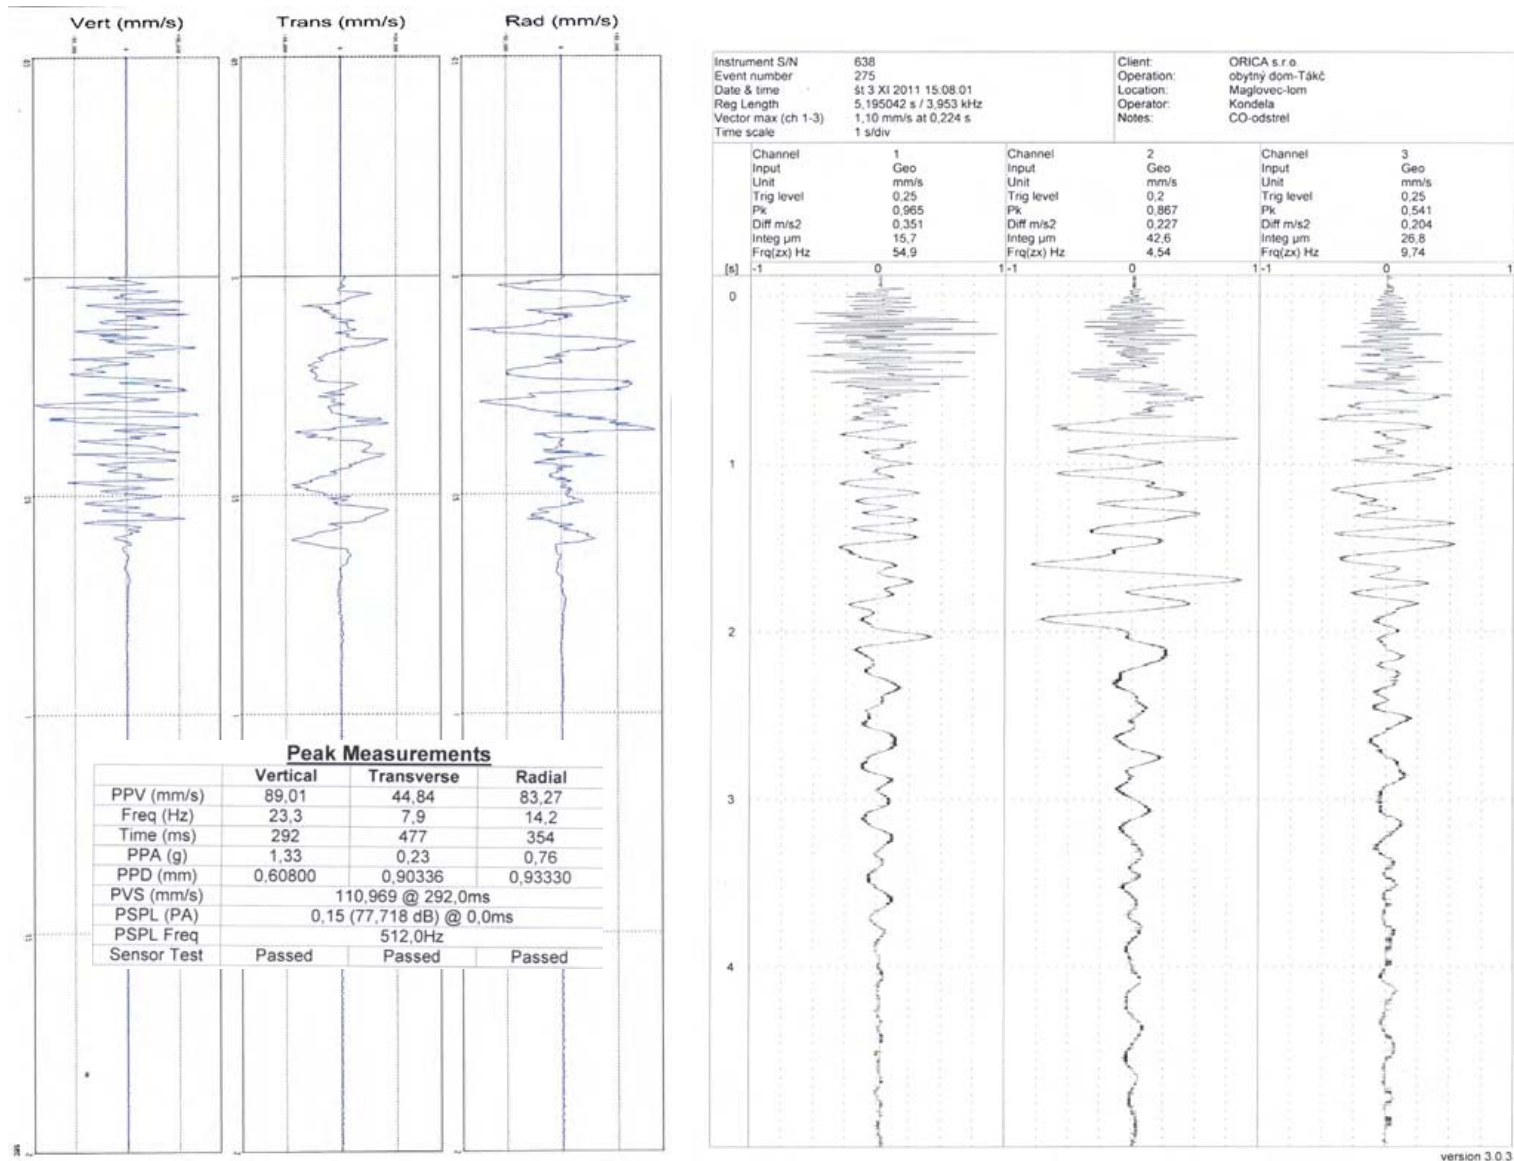 Vert (mm/s) Trans (mm/s) Rad (mm/s)
Peak Measurements
Vertical Transverse Radial
PPV (mm/s) 89,01 44,84 83,27
Freq (Hz) 23,3 7,9 14,2
Time (ms) 292 477 354
PPA (g) 1,33 0,23 0,76
PPD (mm) 0,60800 0,90336 0,93330
PVS (mm/s) 110,969 @ 292,0ms
PSPL (PA) 0,15 (77,718 dB) @ 0,0ms
PSPL Freq 512,0Hz
Sensor Test Passed Passed Passed
Instrument S/N 638 Client: ORICA s.r.o.
Event number 275 Operation: obytný dom-Tákč
Date & time št 3 XI 2011 15:08:01 Location: Maglovec-lom
Reg Length 5,195042 s / 3,953 kHz Operator: Kondela
Vector max (ch 1-3) 1,10 mm/s at 0,224 s Notes: CO-odstrel
Time scale 1 s/div
Channel 1 Channel 2 Channel 3
Input Geo Input Geo Input Geo
Unit mm/s Unit mm/s Unit mm/s
Trig level 0,25 Trig level 0,2 Trig level 0,25
Pk 0,965 Pk 0,867 Pk 0,541
Diff m/s2 0,351 Diff m/s2 0,227 Diff m/s2 0,204
Integ µm 15,7 Integ µm 42,6 Integ µm 26,8
Frq(zx) Hz 54,9 Frq(zx) Hz 4,54 Frq(zx) Hz 9,74
[s] -1 0 1 -1 0 1 -1 0 1
0
1
2
3
4
version 3.0.3